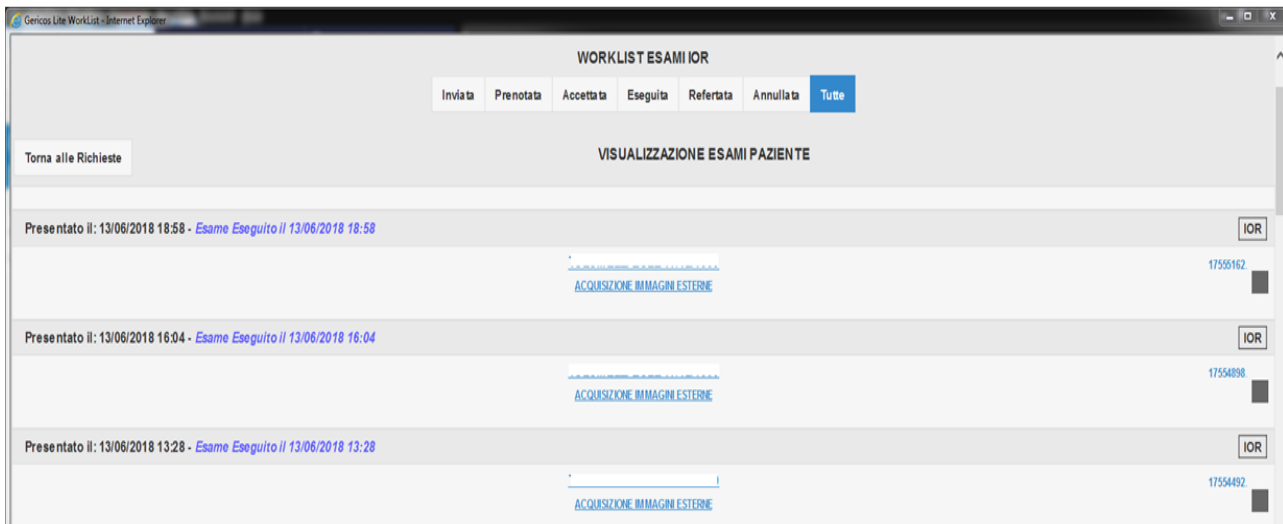 Gericos Lite WorkList - Internet Explorer
WORKLIST ESAMI IOR
Inviata Prenotata Accettata Eseguita Refertata Annullata Tutte
Torna alle Richieste VISUALIZZAZIONE ESAMI PAZIENTE
Presentato il: 13/06/2018 18:58 - Esame Eseguito il 13/06/2018 18:58 IOR
17555162.
ACQUISIZIONE IMMAGINI ESTERNE
Presentato il: 13/06/2018 16:04 - Esame Eseguito il 13/06/2018 16:04 IOR
17554898.
ACQUISIZIONE IMMAGINI ESTERNE
Presentato il: 13/06/2018 13:28 - Esame Eseguito il 13/06/2018 13:28 IOR
17554492.
ACQUISIZIONE IMMAGINI ESTERNE